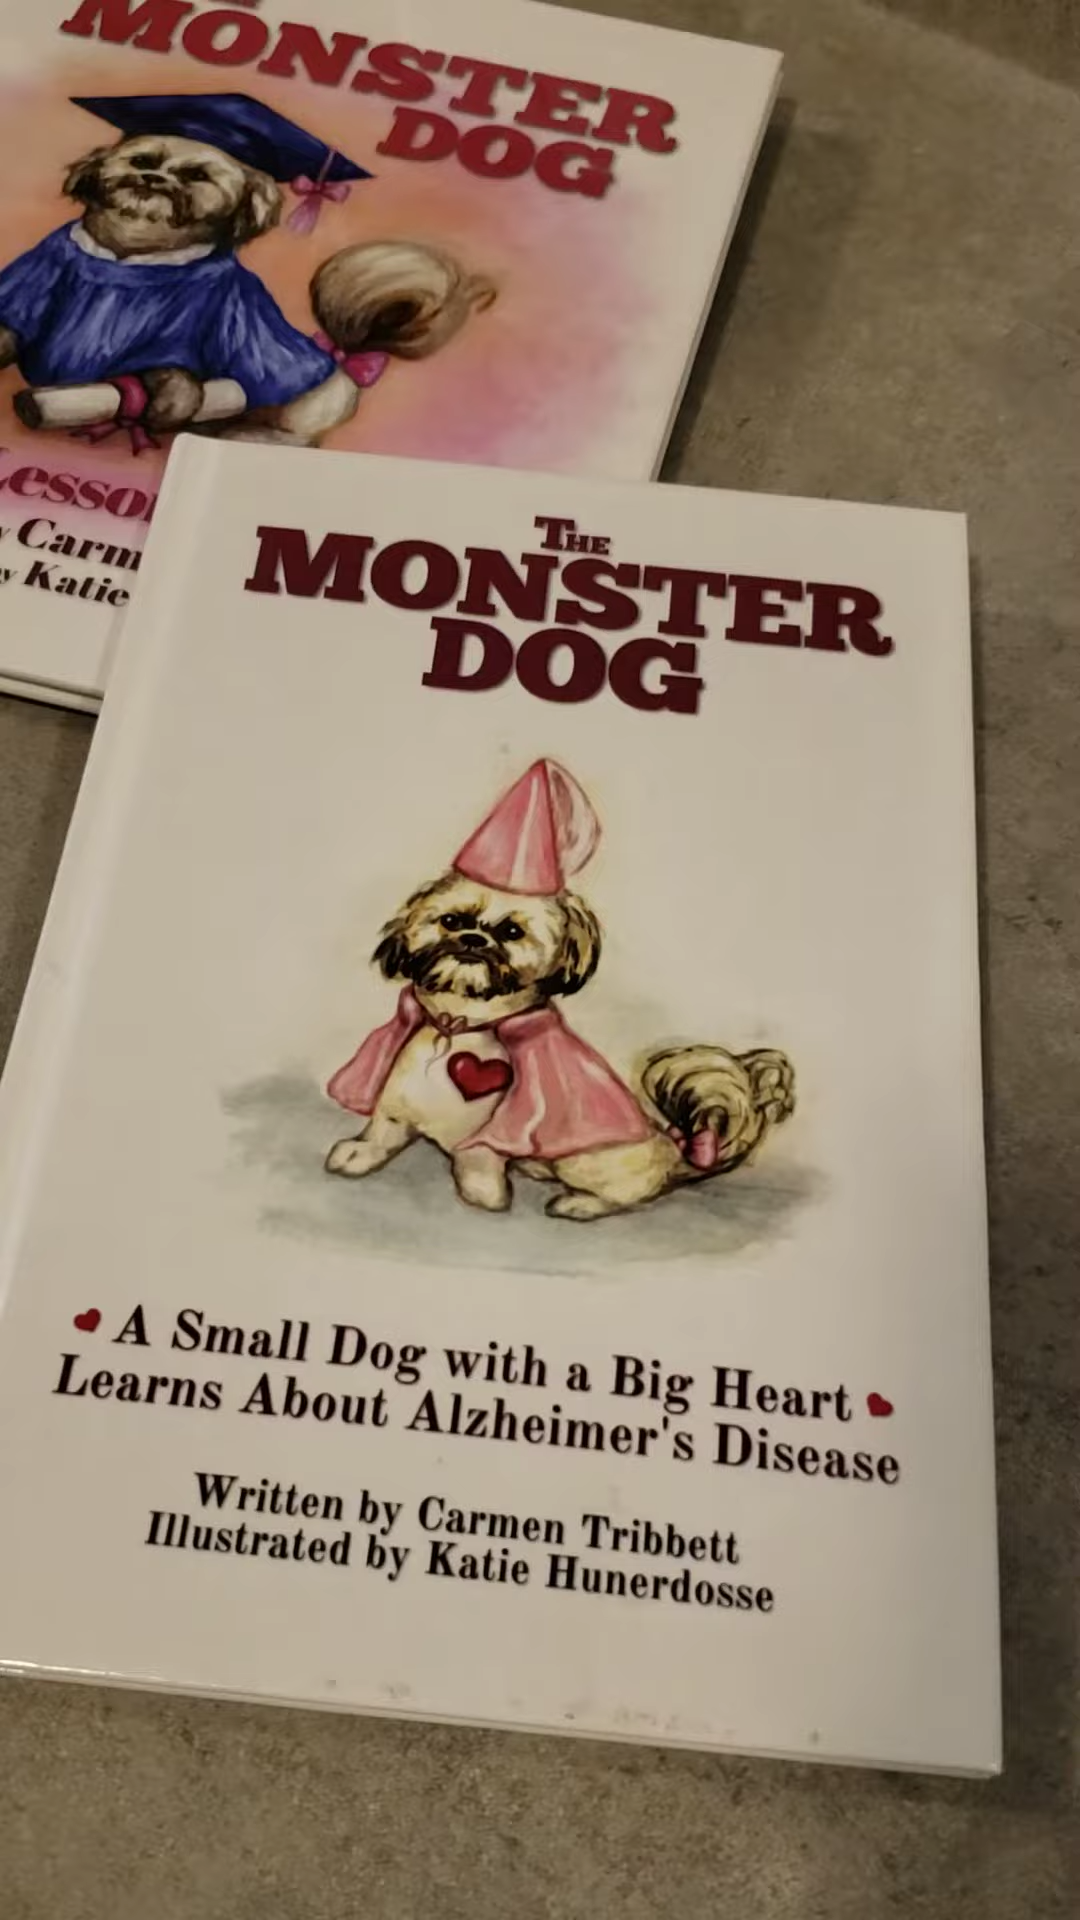 MONSTER
DOG
Carm
Katie
THE
MONSTER
DOG
A Small Dog with a Big Heart
Learns About Alzheimer's Disease
Written by Carmen Tribbett
Illustrated by Katie Hunerdosse